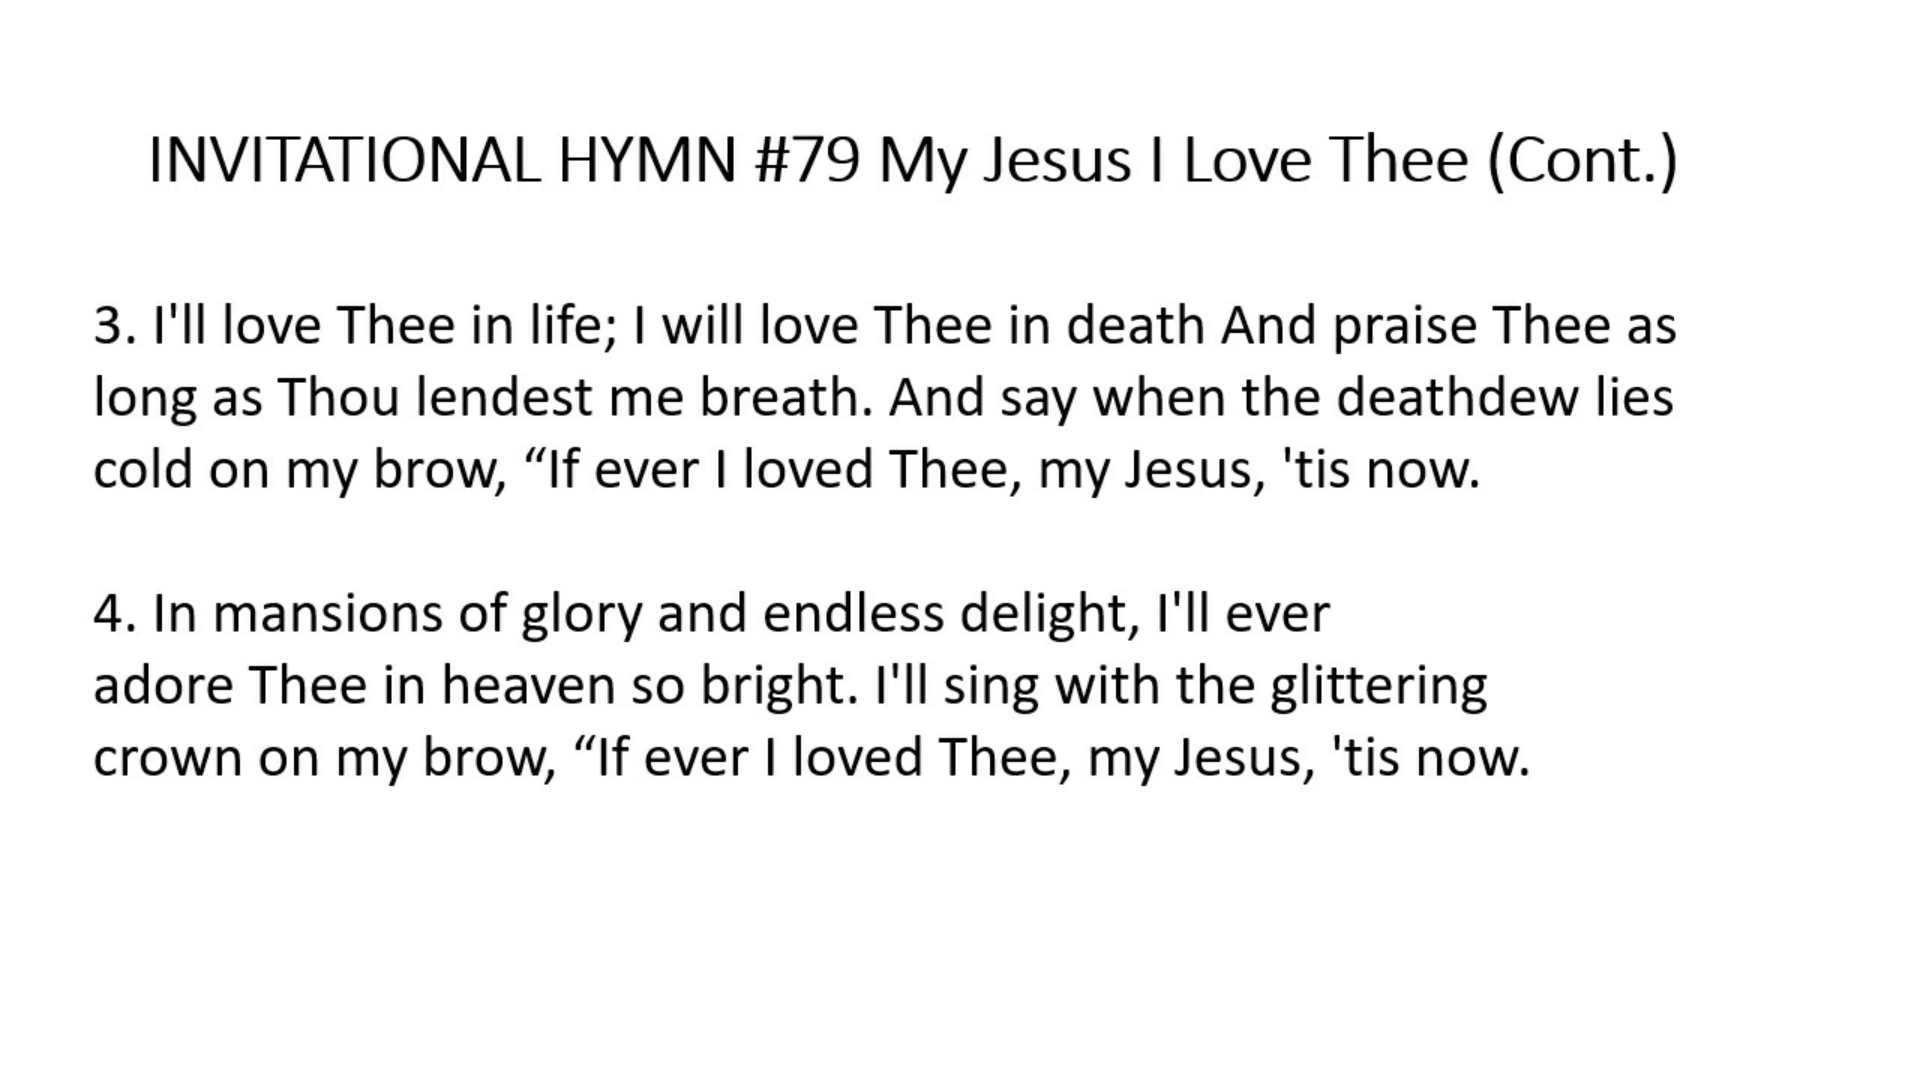 INVITATIONAL HYMN #79 My Jesus I Love Thee (Cont.)
3. I'll love Thee in life; I will love Thee in death And praise Thee as
long as Thou lendest me breath. And say when the deathdew lies
cold on my brow, “If ever I loved Thee, my Jesus, 'tis now.
4. In mansions of glory and endless delight, I'll ever
adore Thee in heaven so bright. I'll sing with the glittering
crown on my brow, “If ever I loved Thee, my Jesus, 'tis now.